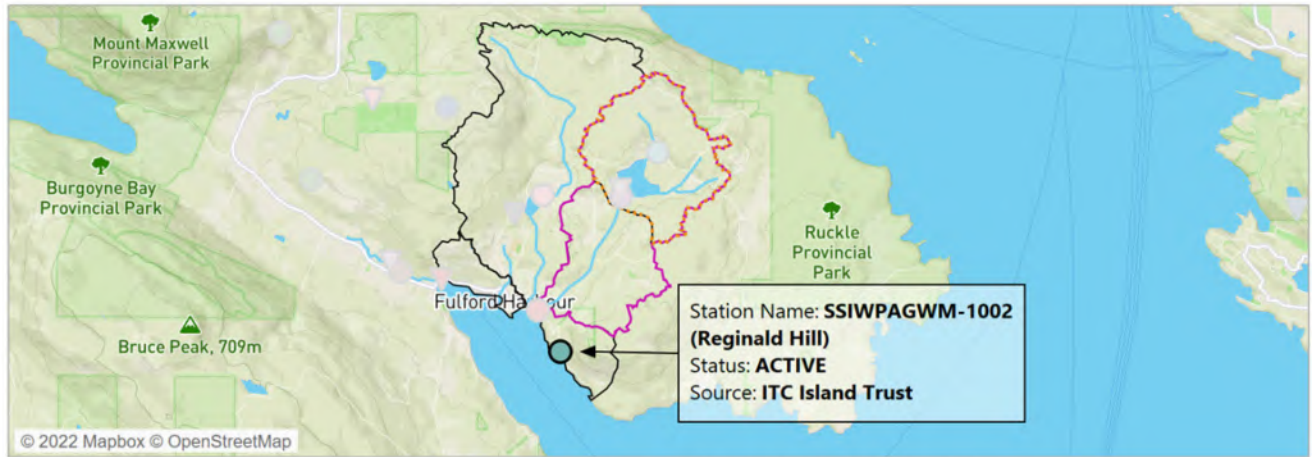 Mount Maxwell
Provincial Park
Burgoyne Bay
Provincial Park
Ruckle
Provincial
Park
Fulford Harbour
Bruce Peak, 709m
Station Name: SSIWPAGWM-1002
(Reginald Hill)
Status: ACTIVE
Source: ITC Island Trust
© 2022 Mapbox © OpenStreetMap